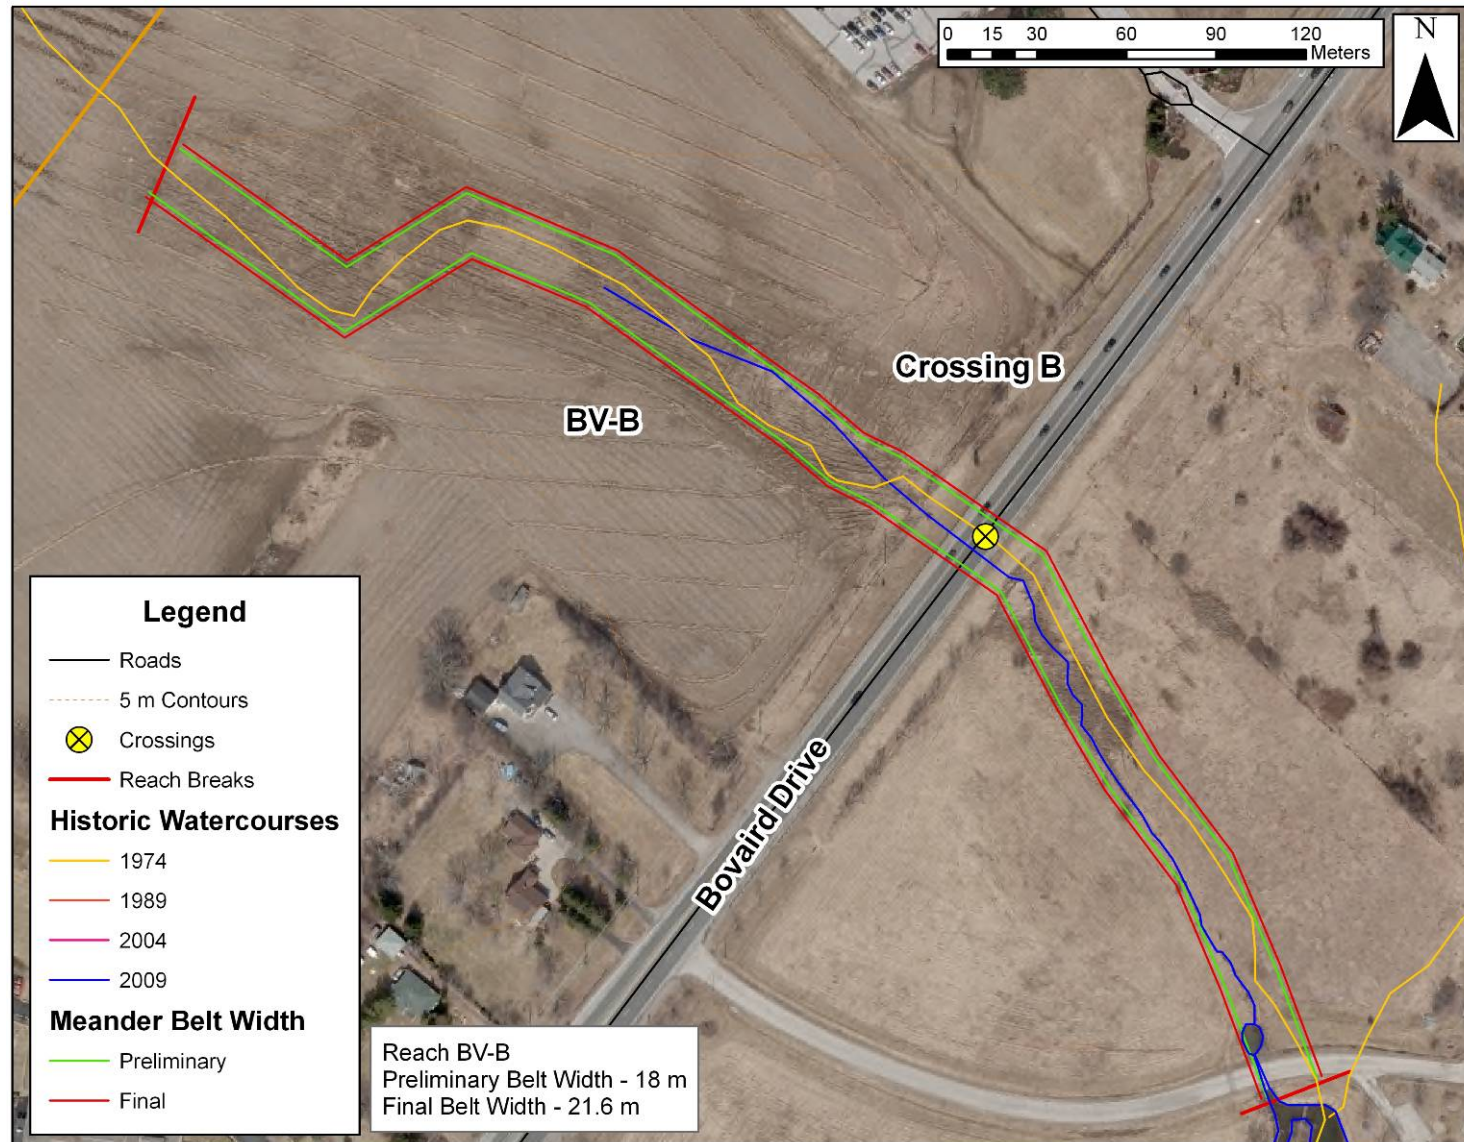 0 15 30 60 90 120
Meters
N
Crossing B
BV-B
Bovaird Drive
Legend
Roads
5 m Contours
Crossings
Reach Breaks
Historic Watercourses
1974
1989
2004
2009
Meander Belt Width
Preliminary
Final
Reach BV-B
Preliminary Belt Width - 18 m
Final Belt Width - 21.6 m